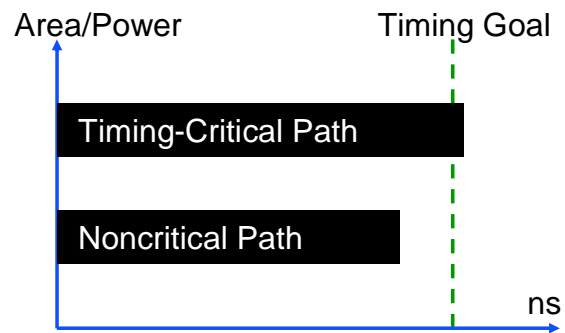 Area/Power
Timing Goal
Timing-Critical Path
Noncritical Path
ns